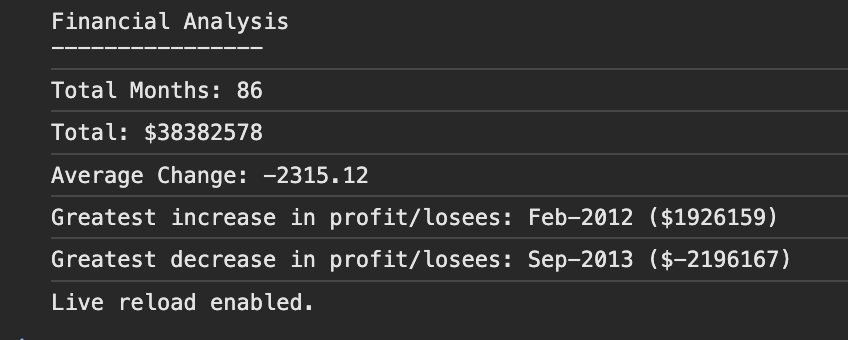 Financial Analysis
----------------
Total Months: 86
Total: $38382578
Average Change: -2315.12
Greatest increase in profit/losees: Feb-2012 ($1926159)
Greatest decrease in profit/losees: Sep-2013 ($-2196167)
Live reload enabled.